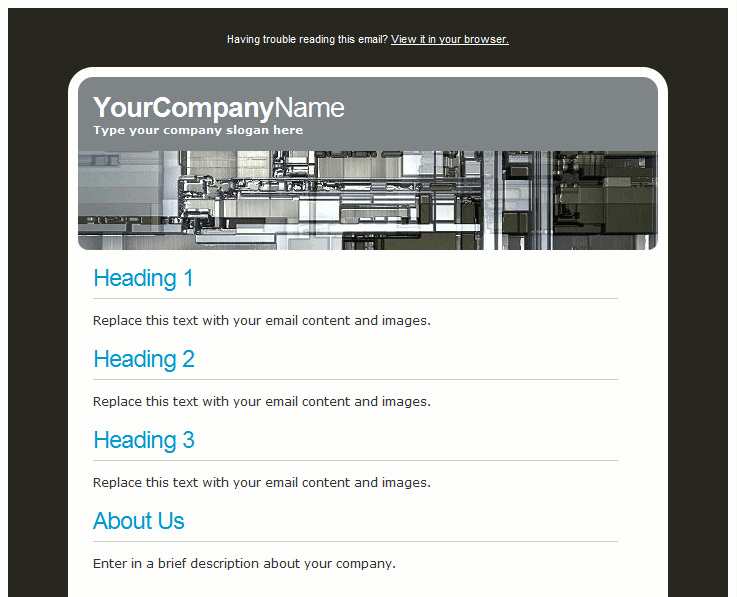 Having trouble reading this email? View it in your browser.
YourCompanyName
Type your company slogan here
Heading 1
Replace this text with your email content and images.
Heading 2
Replace this text with your email content and images.
Heading 3
Replace this text with your email content and images.
About Us
Enter in a brief description about your company.